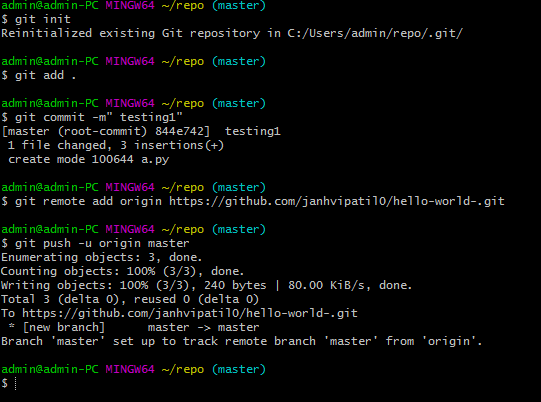 admin@admin-PC MINGW64 ~/repo (master)
$ git init
Reinitialized existing Git repository in C:/Users/admin/repo/.git/
admin@admin-PC MINGW64 ~/repo (master)
$ git add .
admin@admin-PC MINGW64 ~/repo (master)
$ git commit -m" testing1"
[master (root-commit) 844e742]  testing1
 1 file changed, 3 insertions(+)
 create mode 100644 a.py
admin@admin-PC MINGW64 ~/repo (master)
$ git remote add origin https://github.com/janhvipatil0/hello-world-.git
admin@admin-PC MINGW64 ~/repo (master)
$ git push -u origin master
Enumerating objects: 3, done.
Counting objects: 100% (3/3), done.
Writing objects: 100% (3/3), 240 bytes | 80.00 KiB/s, done.
Total 3 (delta 0), reused 0 (delta 0)
To https://github.com/janhvipatil0/hello-world-.git
 * [new branch]      master -> master
Branch 'master' set up to track remote branch 'master' from 'origin'.
admin@admin-PC MINGW64 ~/repo (master)
$